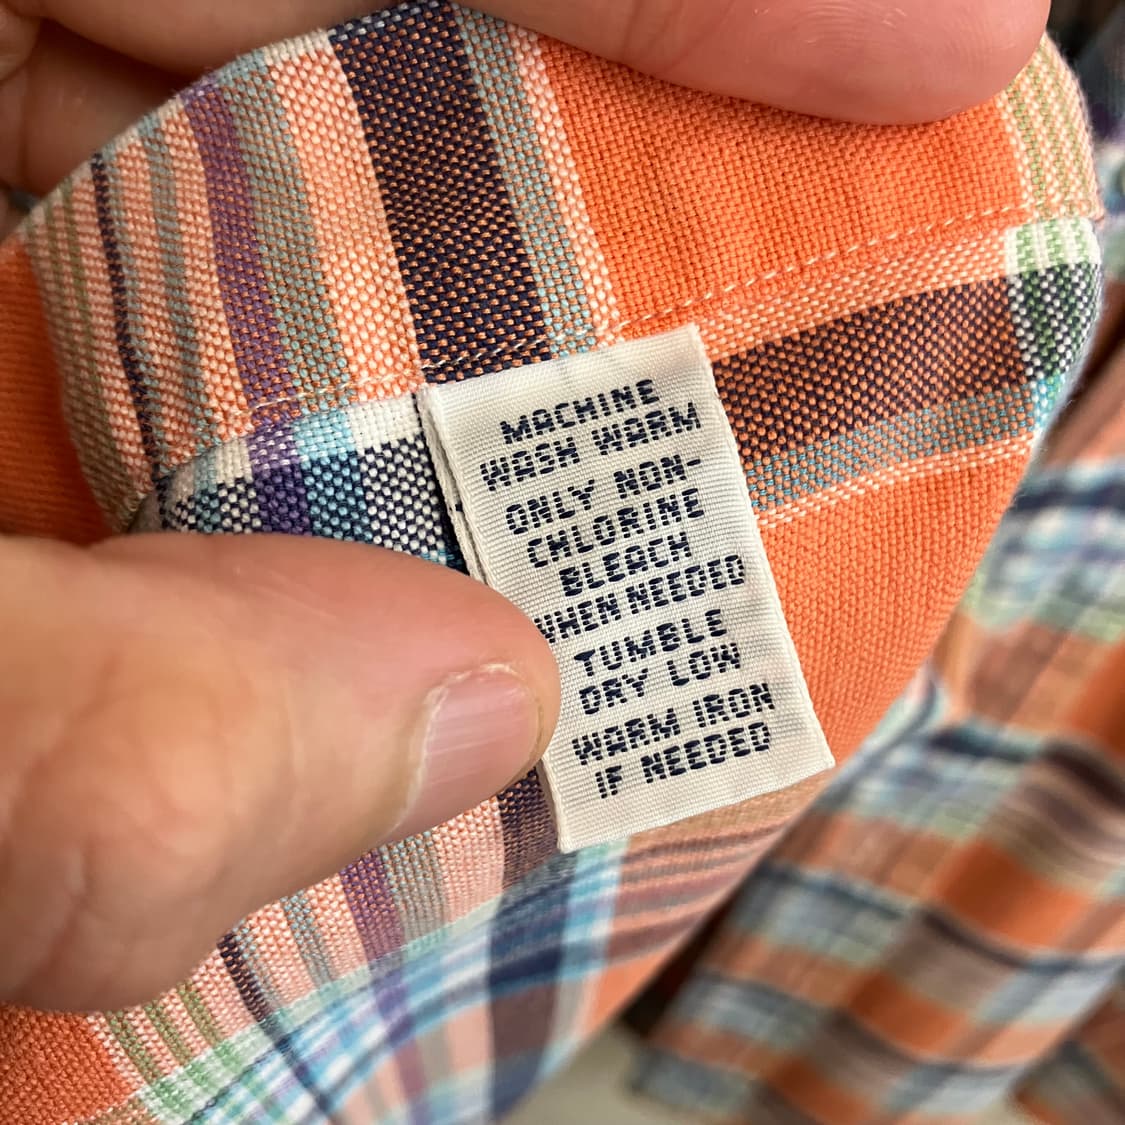 MACHINE
WASH WARM
ONLY NON-
CHLORINE
BLEACH
WHEN NEEDED
TUMBLE
DRY LOW
WARM IRON
IF NEEDED